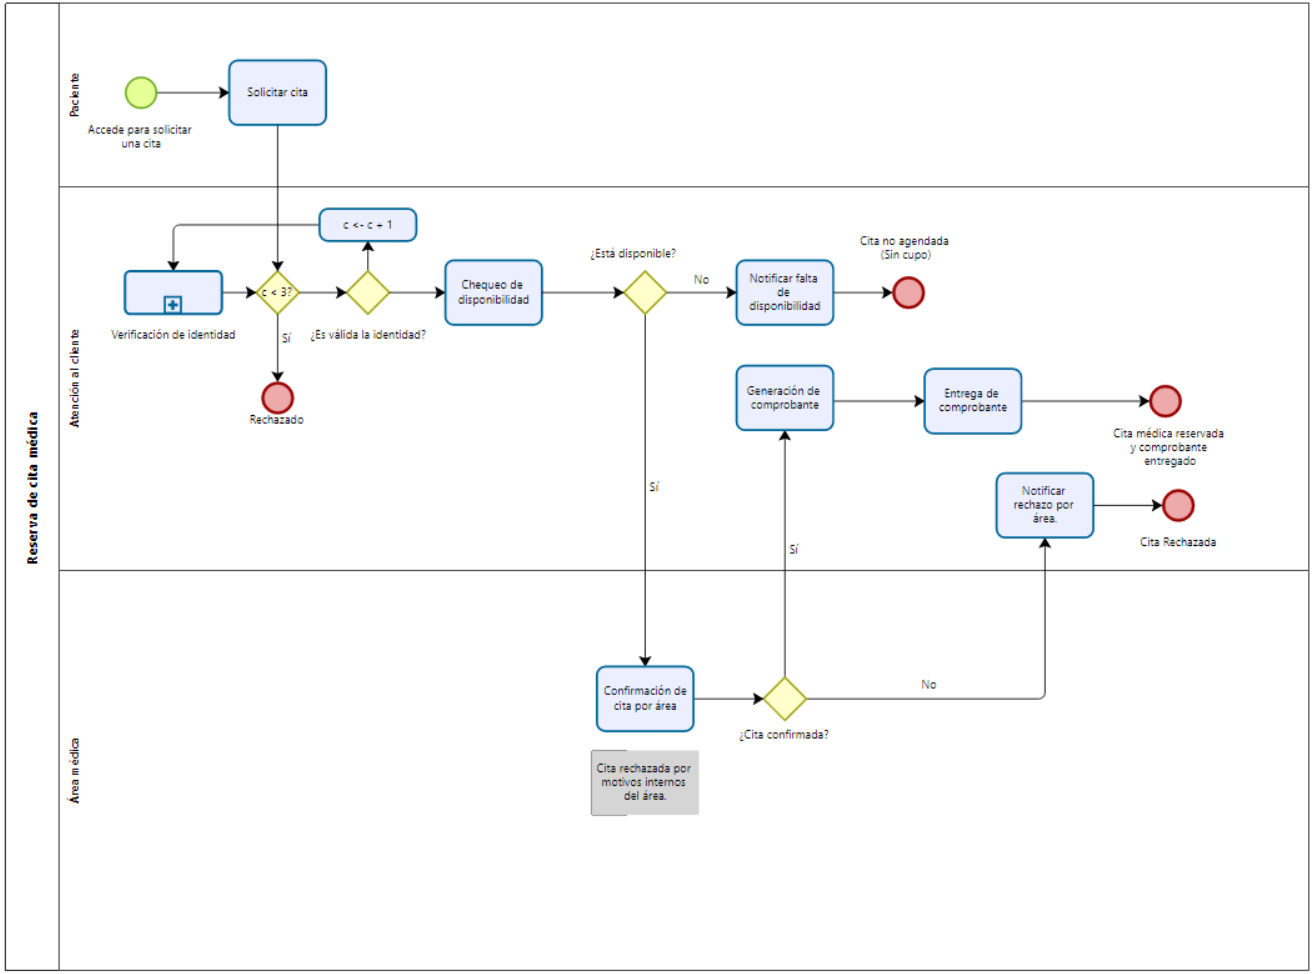 Reserva de cita médica
Paciente
Accede para solicitar
una cita
Solicitar cita
Atención al cliente
c <- c + 1
Verificación de identidad
c < 3?
Sí
Rechazado
¿Es válida la identidad?
Chequeo de
disponibilidad
¿Está disponible?
No
Notificar falta
de
disponibilidad
Cita no agendada
(Sin cupo)
Sí
Generación de
comprobante
Entrega de
comprobante
Cita médica reservada
y comprobante
entregado
Notificar
rechazo por
área.
Cita Rechazada
Sí
Área médica
Confirmación de
cita por área
¿Cita confirmada?
No
Cita rechazada por
motivos internos
del área.